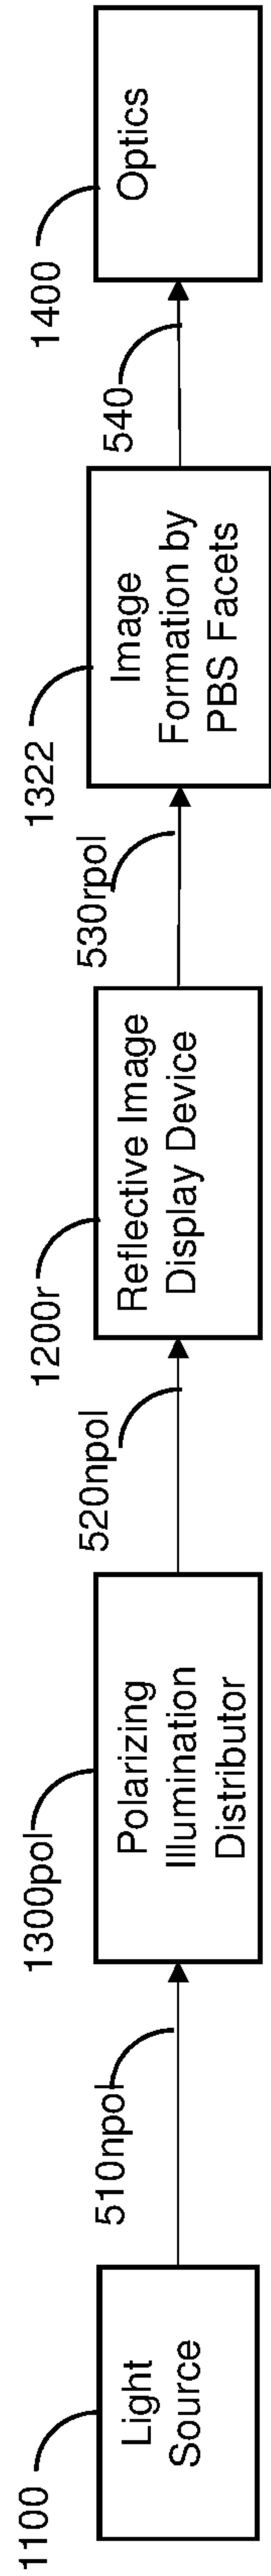 1100
Light
Source
510npol
1300pol
Polarizing
Illumination
Distributor
520npol
1200r
Reflective Image
Display Device
530rpol
1322
Image
Formation by
PBS Facets
540
1400
Optics